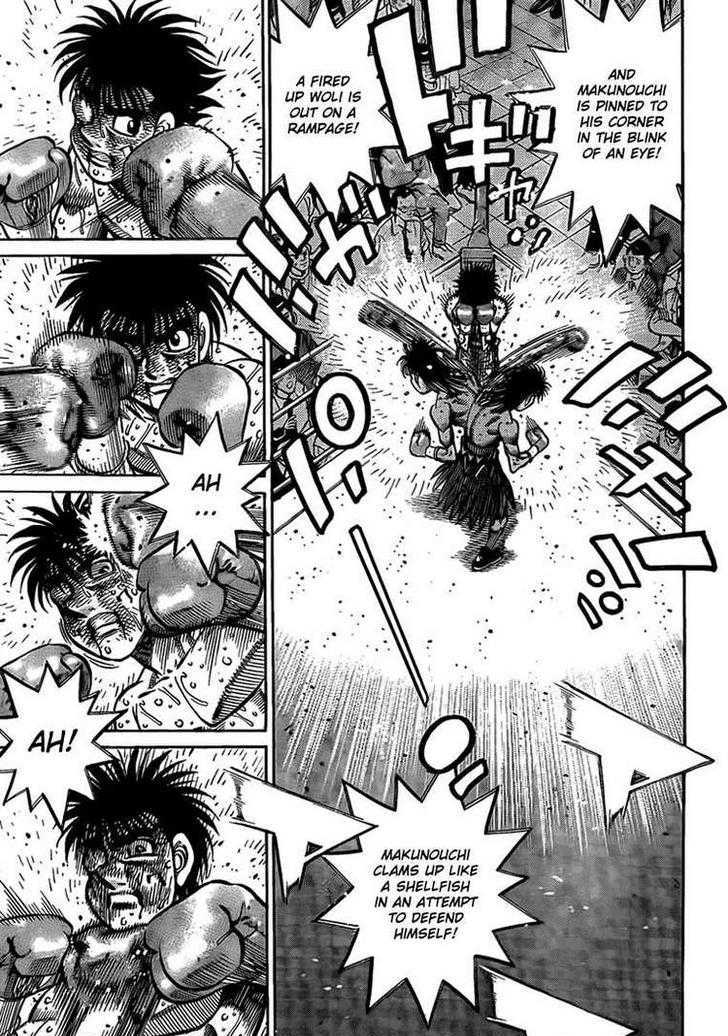 AND
MAKUNOUCHI
IS PINNED TO
HIS CORNER
IN THE BLINK
OF AN EYE!
A FIRED
UP WOLI IS
OUT ON A
RAMPAGE!
AH
...
AH!
MAKUNOUCHI
CLAMS UP LIKE
A SHELLFISH
IN AN ATTEMPT
TO DEFEND
HIMSELF!